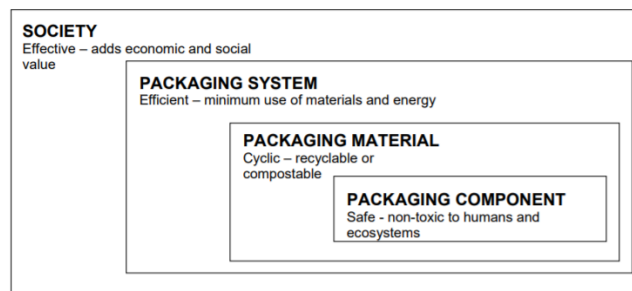 SOCIETY
Effective – adds economic and social
value
PACKAGING SYSTEM
Efficient – minimum use of materials and energy
PACKAGING MATERIAL
Cyclic – recyclable or
compostable
PACKAGING COMPONENT
Safe - non-toxic to humans and
ecosystems